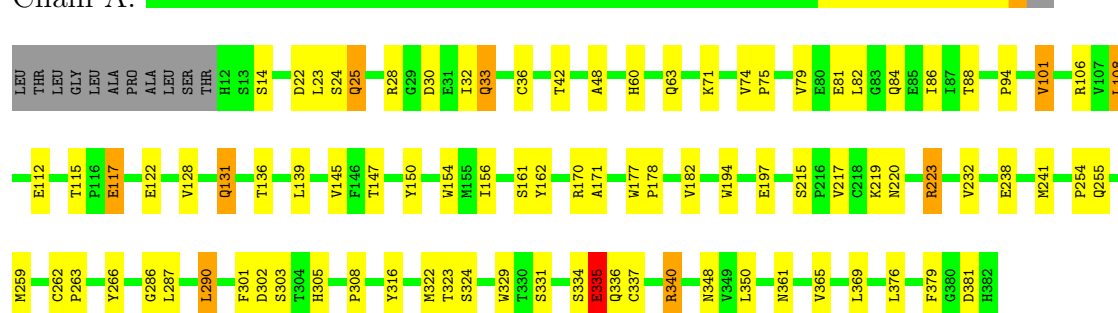 Chain A:
LEU THR LEU GLY LEU ALA PRO ALA LEU SER THR H12 S13 S14 D22 L23 S24 Q25 R28 G29 D30 E31 I32 Q33 C36 T42 A48 H60 Q63 K71 V74 P75 V79 E80 E81 L82 G83 Q84 E85 I86 I87 T88 P94 V101 R106 V107 L108
E112 T115 P116 E117 E122 V128 Q131 T136 L139 V145 F146 T147 Y150 W154 M155 I156 S161 Y162 R170 A171 W177 P178 V182 W194 E197 S215 P216 V217 C218 K219 N220 R223 V232 E238 M241 P254 Q255
M259 C262 P263 Y266 G286 L287 L290 F301 D302 S303 T304 H305 P308 Y316 M322 T323 S324 W329 T330 S331 S334 E335 Q336 C337 R340 N348 V349 L350 N361 V365 L369 L376 F379 G380 D381 H382